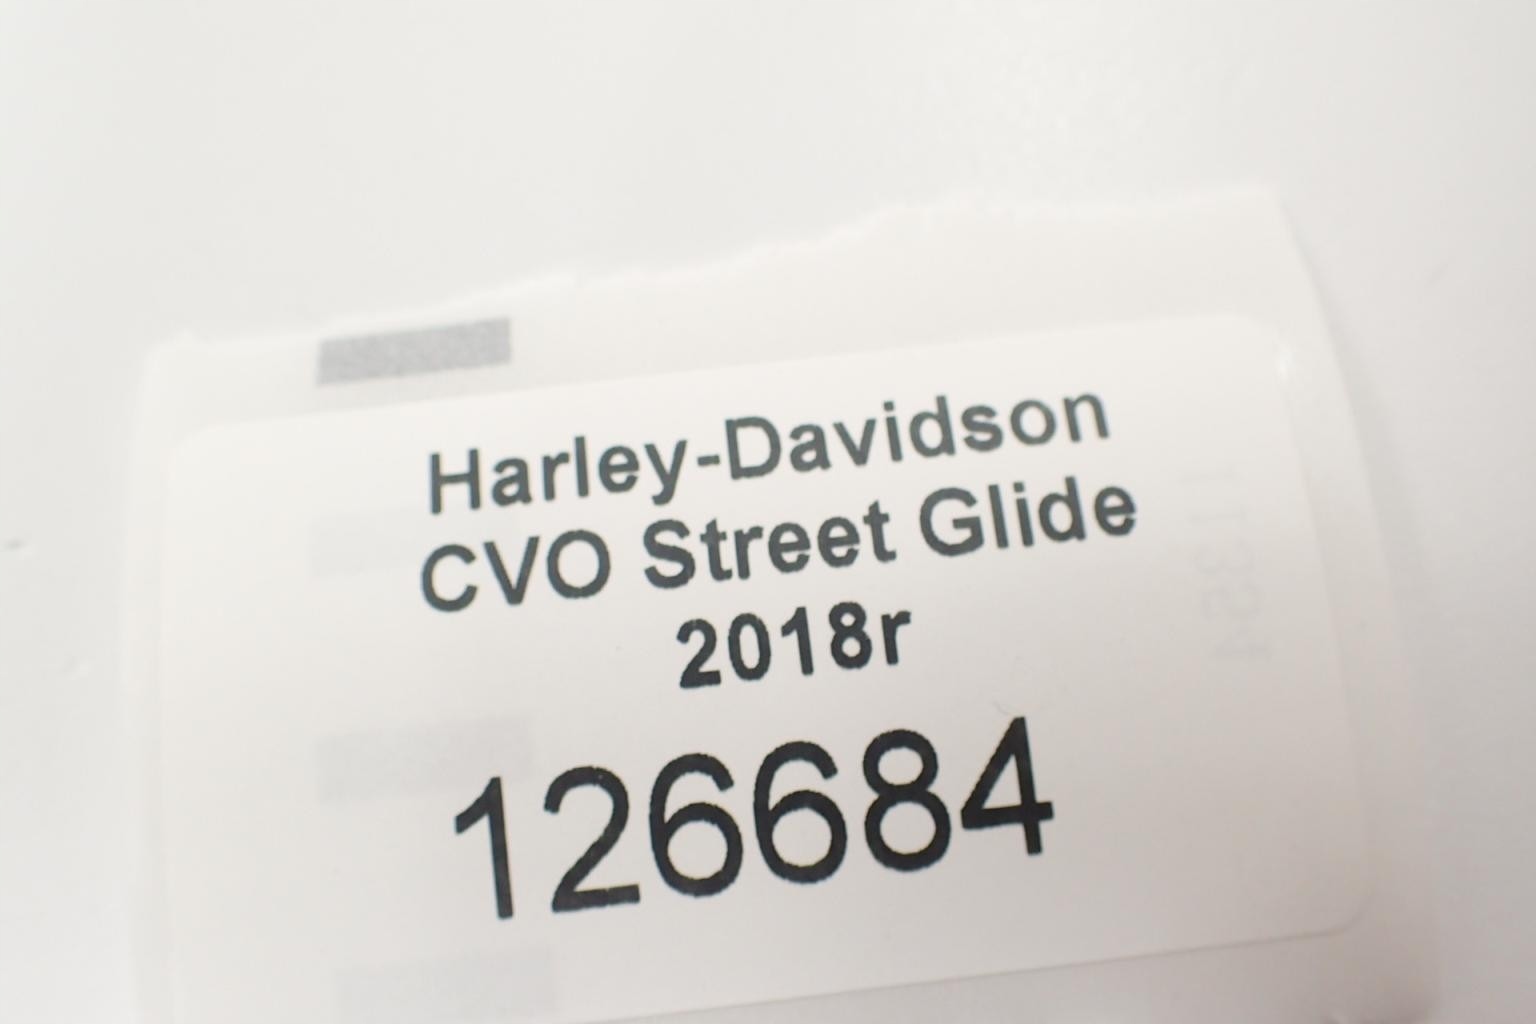 Harley-Davidson
CVO Street Glide
2018r
126684